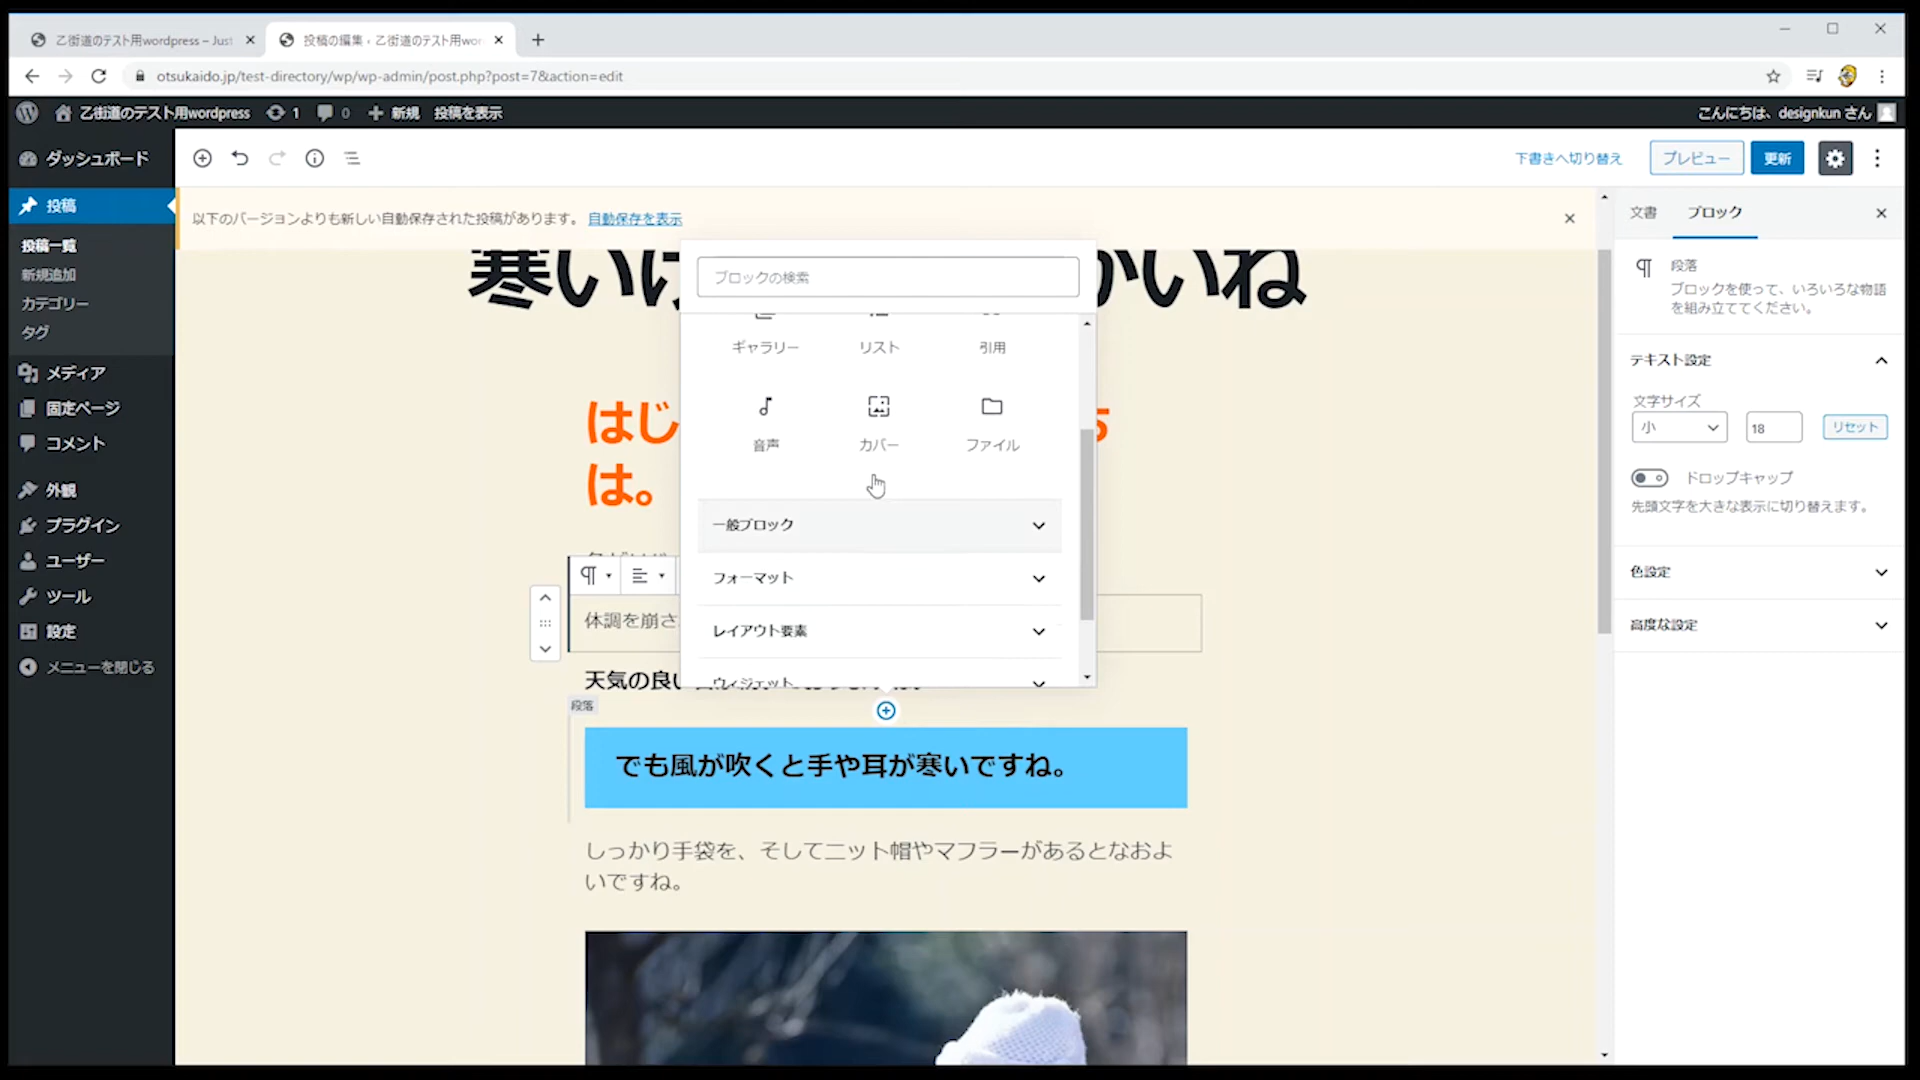 乙街道のテスト用wordpress – Just
投稿の編集 ‹ 乙街道のテスト用wor
otsukaido.jp/test-directory/wp/wp-admin/post.php?post=7&action=edit
乙街道のテスト用wordpress 1 0 新規 投稿を表示
こんにちは、designkun さん
ダッシュボード
投稿
投稿一覧
新規追加
カテゴリー
タグ
メディア
固定ページ
コメント
外観
プラグイン
ユーザー
ツール
設定
メニューを閉じる
下書きへ切り替え プレビュー 更新
以下のバージョンよりも新しい自動保存された投稿があります。 自動保存を表示
寒いけ
かいね
はじ
は。
体調を崩さ
天気の良い
段落
でも風が吹くと手や耳が寒いですね。
しっかり手袋を、そしてニット帽やマフラーがあるとなおよ
いですね。
ブロックの検索
ギャラリー リスト 引用
音声 カバー ファイル
一般ブロック
フォーマット
レイアウト要素
ウィジェット
文書 ブロック
段落
ブロックを使って、いろいろな物語
を組み立ててください。
テキスト設定
文字サイズ
小 18 リセット
ドロップキャップ
先頭文字を大きな表示に切り替えます。
色設定
高度な設定